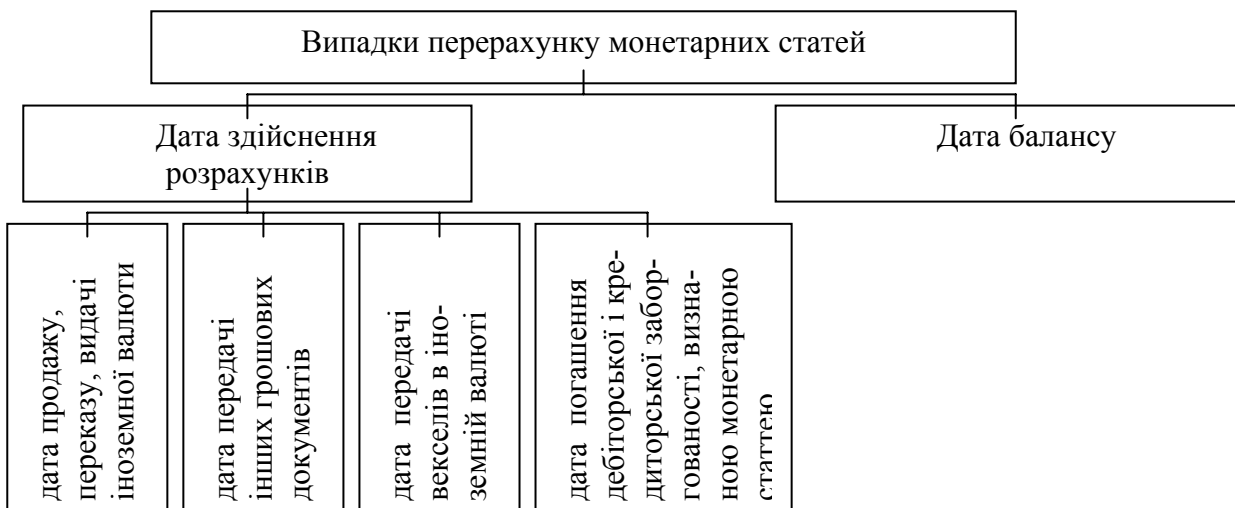 Випадки перерахунку монетарних статей
Дата здійснення
розрахунків
Дата балансу
дата продажу,
переказу, видачі
іноземної валюти
дата передачі
інших грошових
документів
дата передачі
векселів в іно-
земній валюті
дата погашення
дебіторської і кре-
диторської забор-
гованості, визна-
ною монетарною
статтею